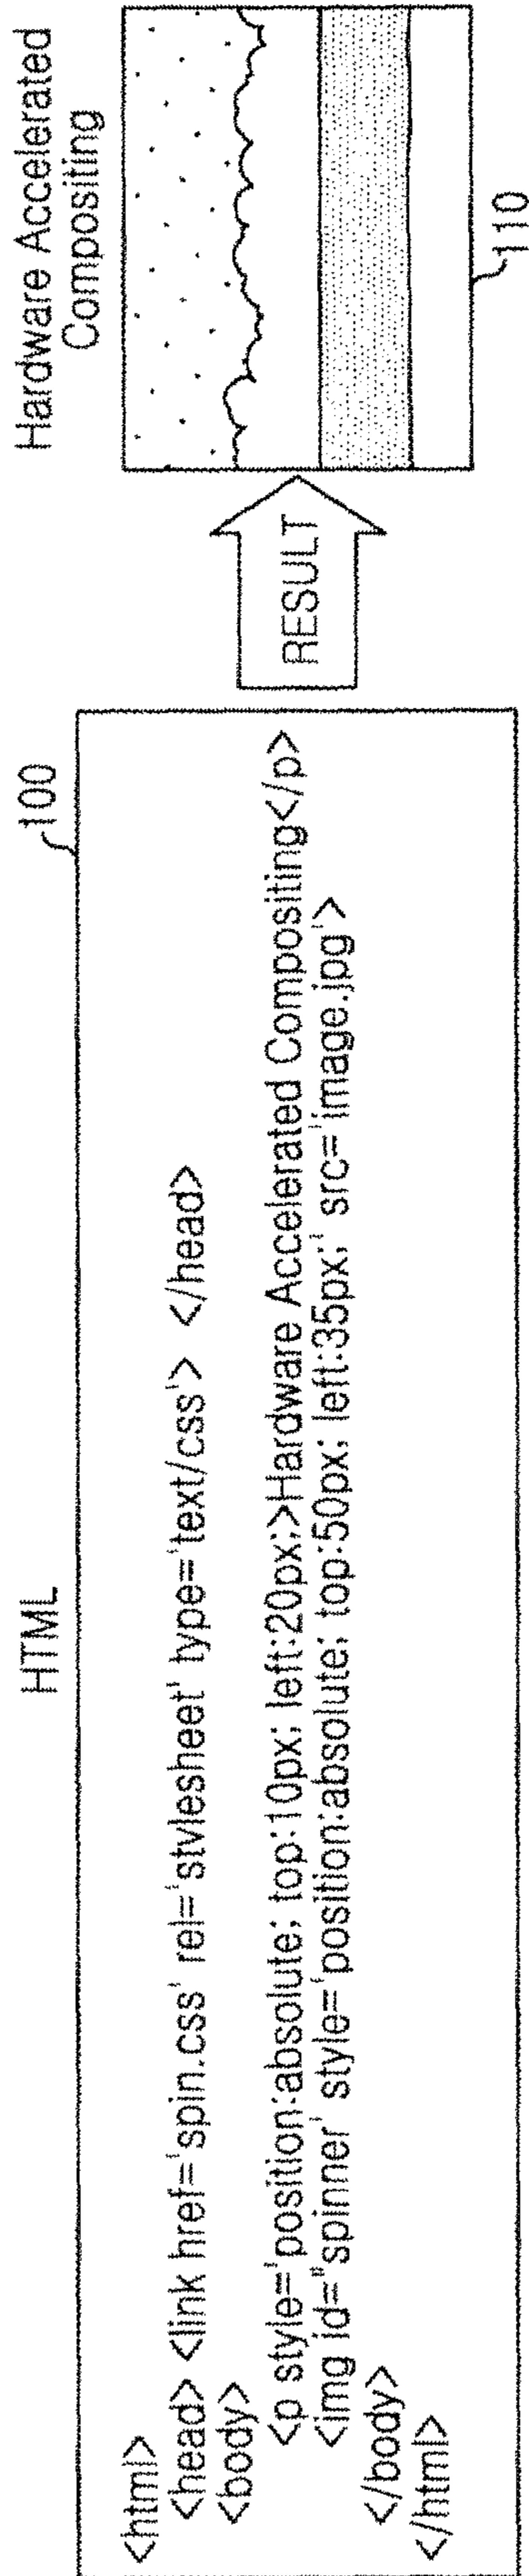 HTML
100
<html>
<head> <link href='spin.css' rel='stylesheet' type='text/css'> </head>
<body>
<p style='position:absolute; top:10px; left:20px;>Hardware Accelerated Compositing</p>
<img id="spinner' style='position:absolute; top:50px; left:35px;' src='image.jpg'>
</body>
</html>
RESULT
Hardware Accelerated
Compositing
110